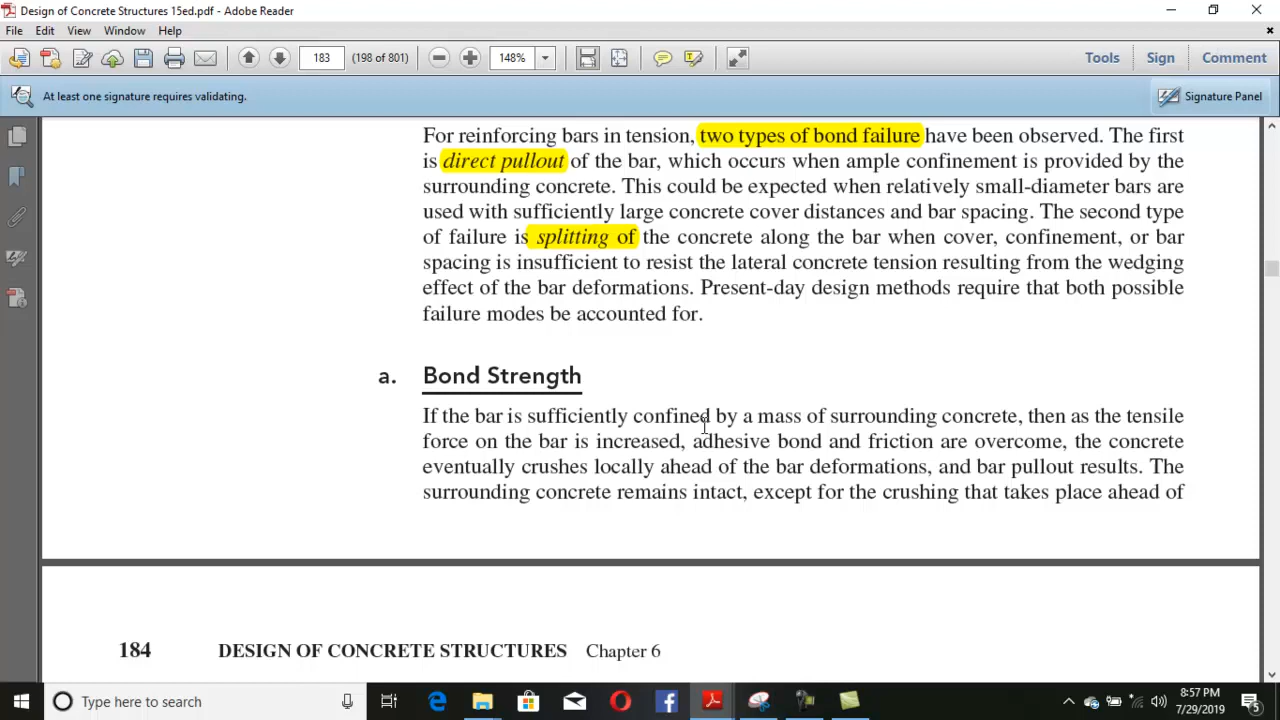 Design of Concrete Structures 15ed.pdf - Adobe Reader
File Edit View Window Help
183 (198 of 801) 148% Tools Sign Comment
At least one signature requires validating. Signature Panel
For reinforcing bars in tension, two types of bond failure have been observed. The first
is direct pullout of the bar, which occurs when ample confinement is provided by the
surrounding concrete. This could be expected when relatively small-diameter bars are
used with sufficiently large concrete cover distances and bar spacing. The second type
of failure is splitting of the concrete along the bar when cover, confinement, or bar
spacing is insufficient to resist the lateral concrete tension resulting from the wedging
effect of the bar deformations. Present-day design methods require that both possible
failure modes be accounted for.
a. Bond Strength
If the bar is sufficiently confined by a mass of surrounding concrete, then as the tensile
force on the bar is increased, adhesive bond and friction are overcome, the concrete
eventually crushes locally ahead of the bar deformations, and bar pullout results. The
surrounding concrete remains intact, except for the crushing that takes place ahead of
184 DESIGN OF CONCRETE STRUCTURES Chapter 6
Type here to search
8:57 PM
7/29/2019
5